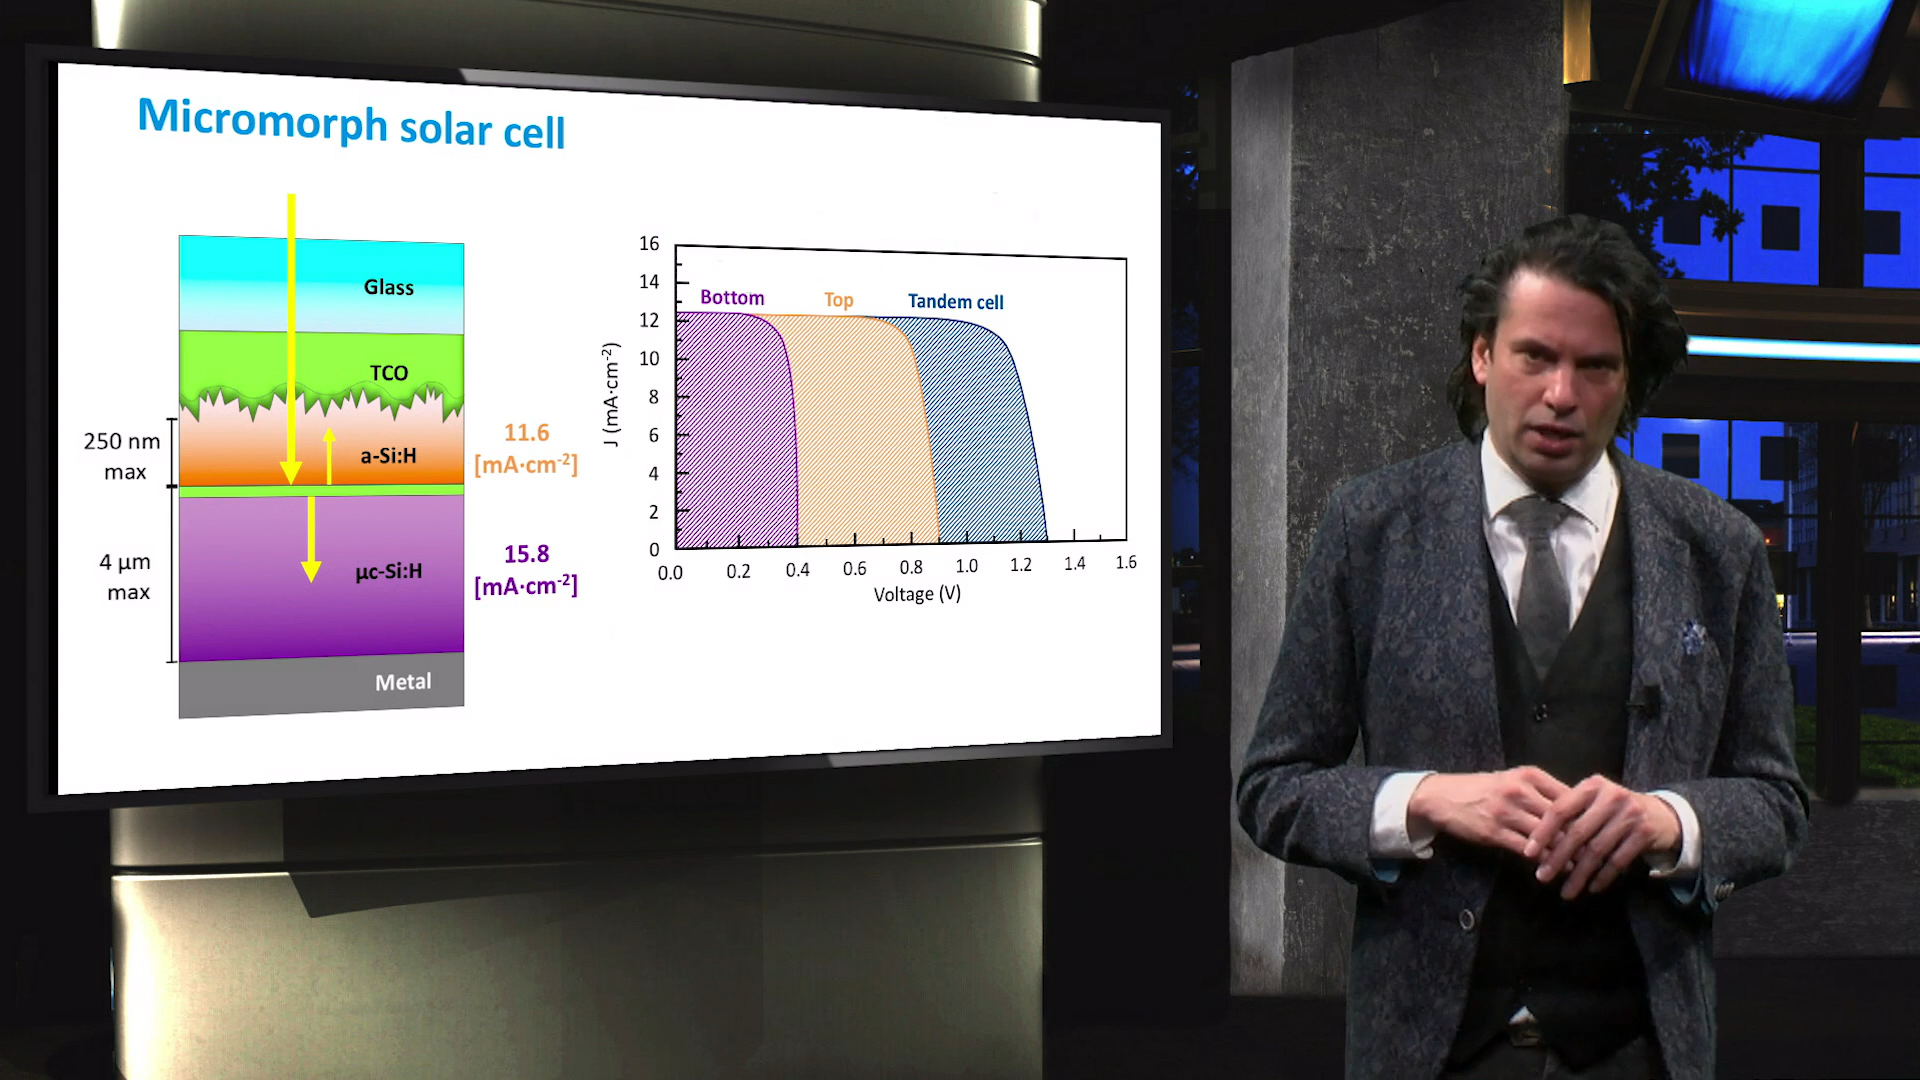 Micromorph solar cell
Glass
TCO
250 nm
max
a-Si:H
11.6
[mA·cm-2]
4 µm
max
µc-Si:H
15.8
[mA·cm-2]
Metal
16
14
12
10
8
6
4
2
0
J (mA·cm-2)
Bottom
Top
Tandem cell
0.0
0.2
0.4
0.6
0.8
1.0
1.2
1.4
1.6
Voltage (V)